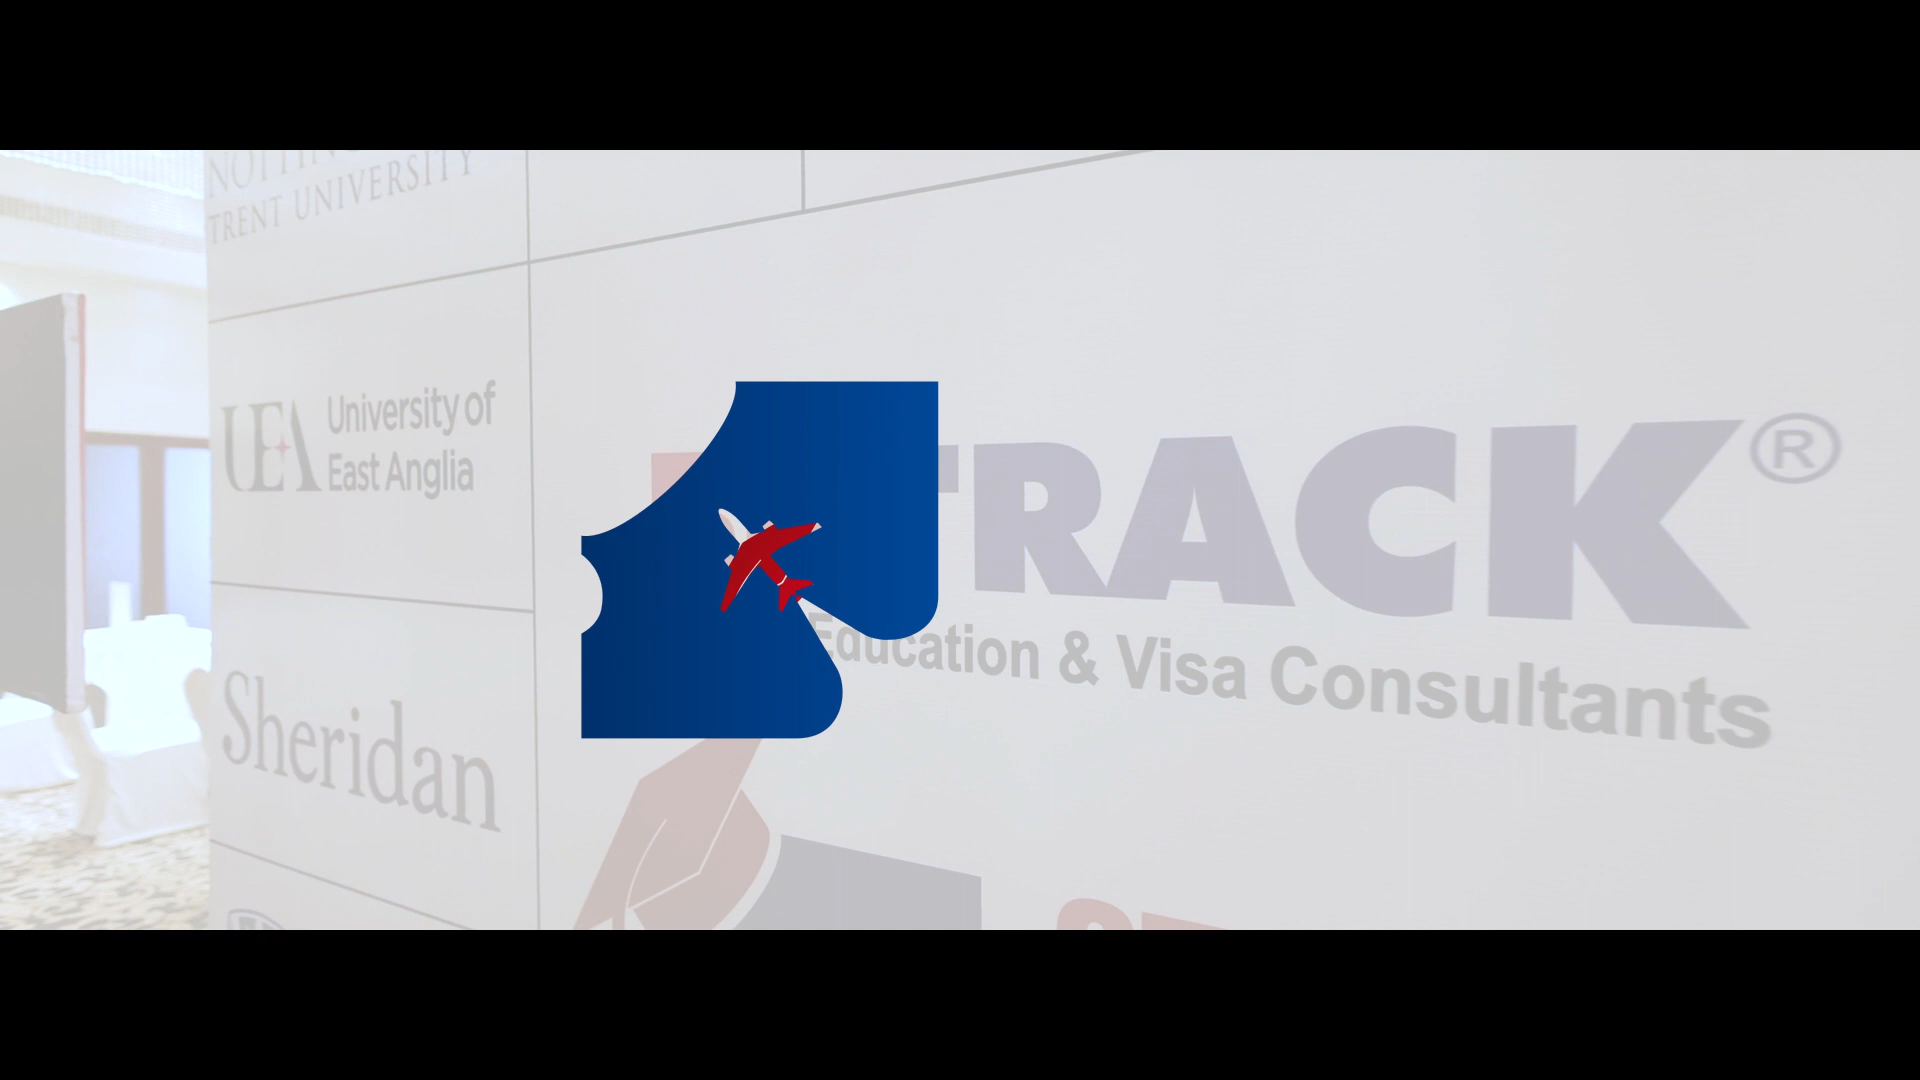 TRENT UNIVERSITY
UEA University of
East Anglia
Sheridan
TRACK®
Education & Visa Consultants